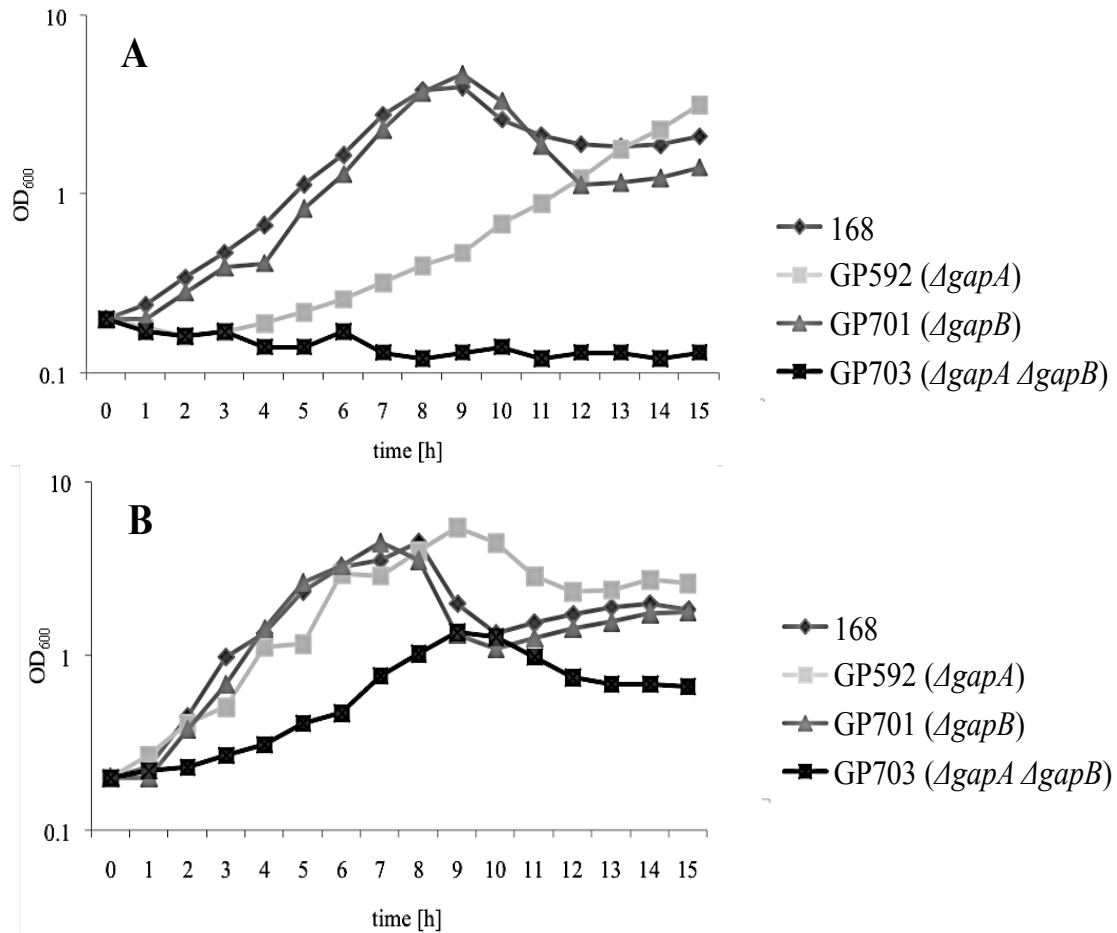 10
A
1
0.1
OD600
0 1 2 3 4 5 6 7 8 9 10 11 12 13 14 15
time [h]
168
GP592 (ΔgapA)
GP701 (ΔgapB)
GP703 (ΔgapA ΔgapB)
10
B
1
0.1
OD600
0 1 2 3 4 5 6 7 8 9 10 11 12 13 14 15
time [h]
168
GP592 (ΔgapA)
GP701 (ΔgapB)
GP703 (ΔgapA ΔgapB)